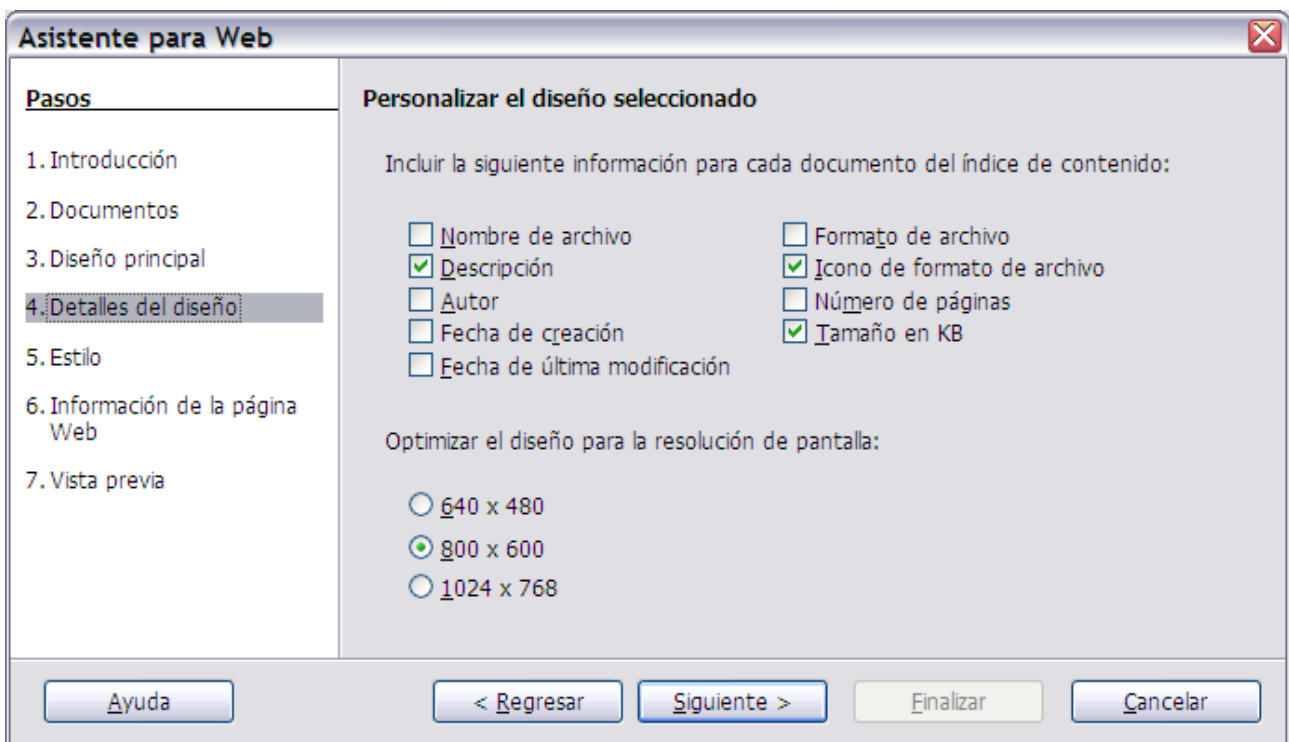 Asistente para Web
Pasos
1. Introducción
2. Documentos
3. Diseño principal
4. Detalles del diseño
5. Estilo
6. Información de la página
Web
7. Vista previa
Personalizar el diseño seleccionado
Incluir la siguiente información para cada documento del índice de contenido:
Nombre de archivo
Descripción
Autor
Fecha de creación
Fecha de última modificación
Formato de archivo
Icono de formato de archivo
Número de páginas
Tamaño en KB
Optimizar el diseño para la resolución de pantalla:
640 x 480
800 x 600
1024 x 768
Ayuda
< Regresar
Siguiente >
Finalizar
Cancelar